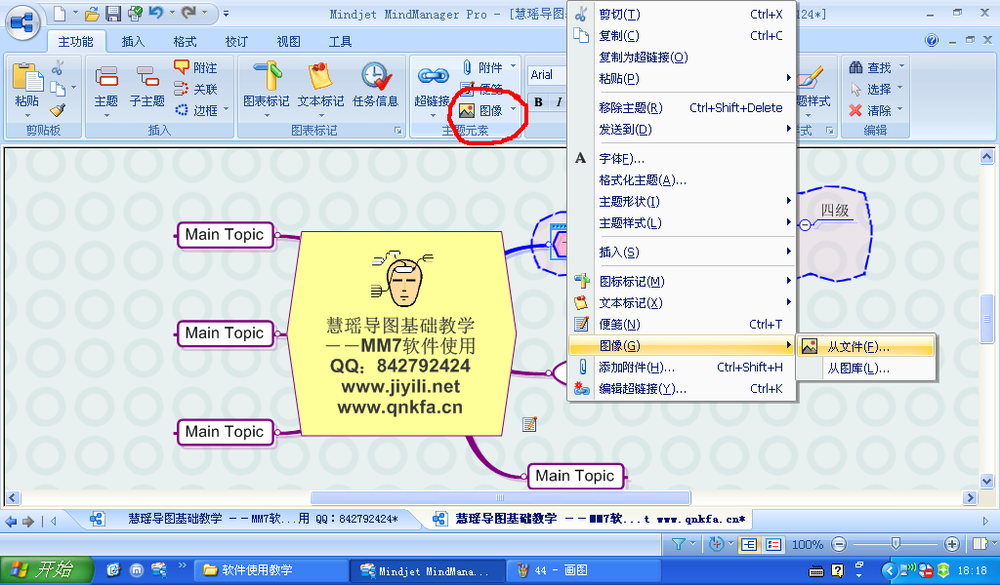 Mindjet MindManager Pro - [慧瑶导图
424*]
主功能 插入 格式 校订 视图 工具
粘贴
剪贴板
主题 子主题 附注
关联
边框
插入
图表标记 文本标记 任务信息
图表标记
超链接 附件
便笺
图像
主题元素
Arial
B I
题样式
式
查找
选择
清除
编辑
剪切(T) Ctrl+X
复制(C) Ctrl+C
复制为超链接(O)
粘贴(P)
移除主题(R) Ctrl+Shift+Delete
发送到(D)
A 字体(F)...
格式化主题(A)...
主题形状(I)
主题样式(L)
插入(S)
图标标记(M)
文本标记(X)
便笺(N) Ctrl+T
图像(G)
添加附件(H)... Ctrl+Shift+H
编辑超链接(Y)... Ctrl+K
从文件(F)...
从图库(L)...
四级
Main Topic
Main Topic
Main Topic
慧瑶导图基础教学
——MM7软件使用
QQ：842792424
www.jiyili.net
www.qnkfa.cn
Main Topic
慧瑶导图基础教学 ——MM7软...用 QQ：842792424*
慧瑶导图基础教学 ——MM7软...t www.qnkfa.cn*
100%
开始
软件使用教学
Mindjet MindMana...
44 - 画图
18:18